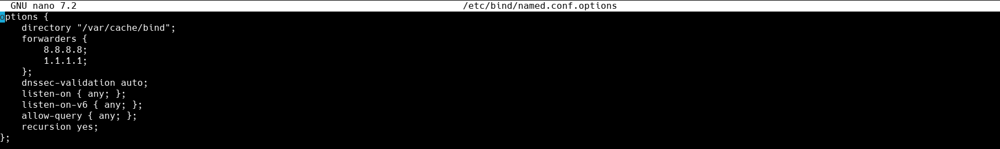 GNU nano 7.2 /etc/bind/named.conf.options
options {
    directory "/var/cache/bind";
    forwarders {
        8.8.8.8;
        1.1.1.1;
    };
    dnssec-validation auto;
    listen-on { any; };
    listen-on-v6 { any; };
    allow-query { any; };
    recursion yes;
};